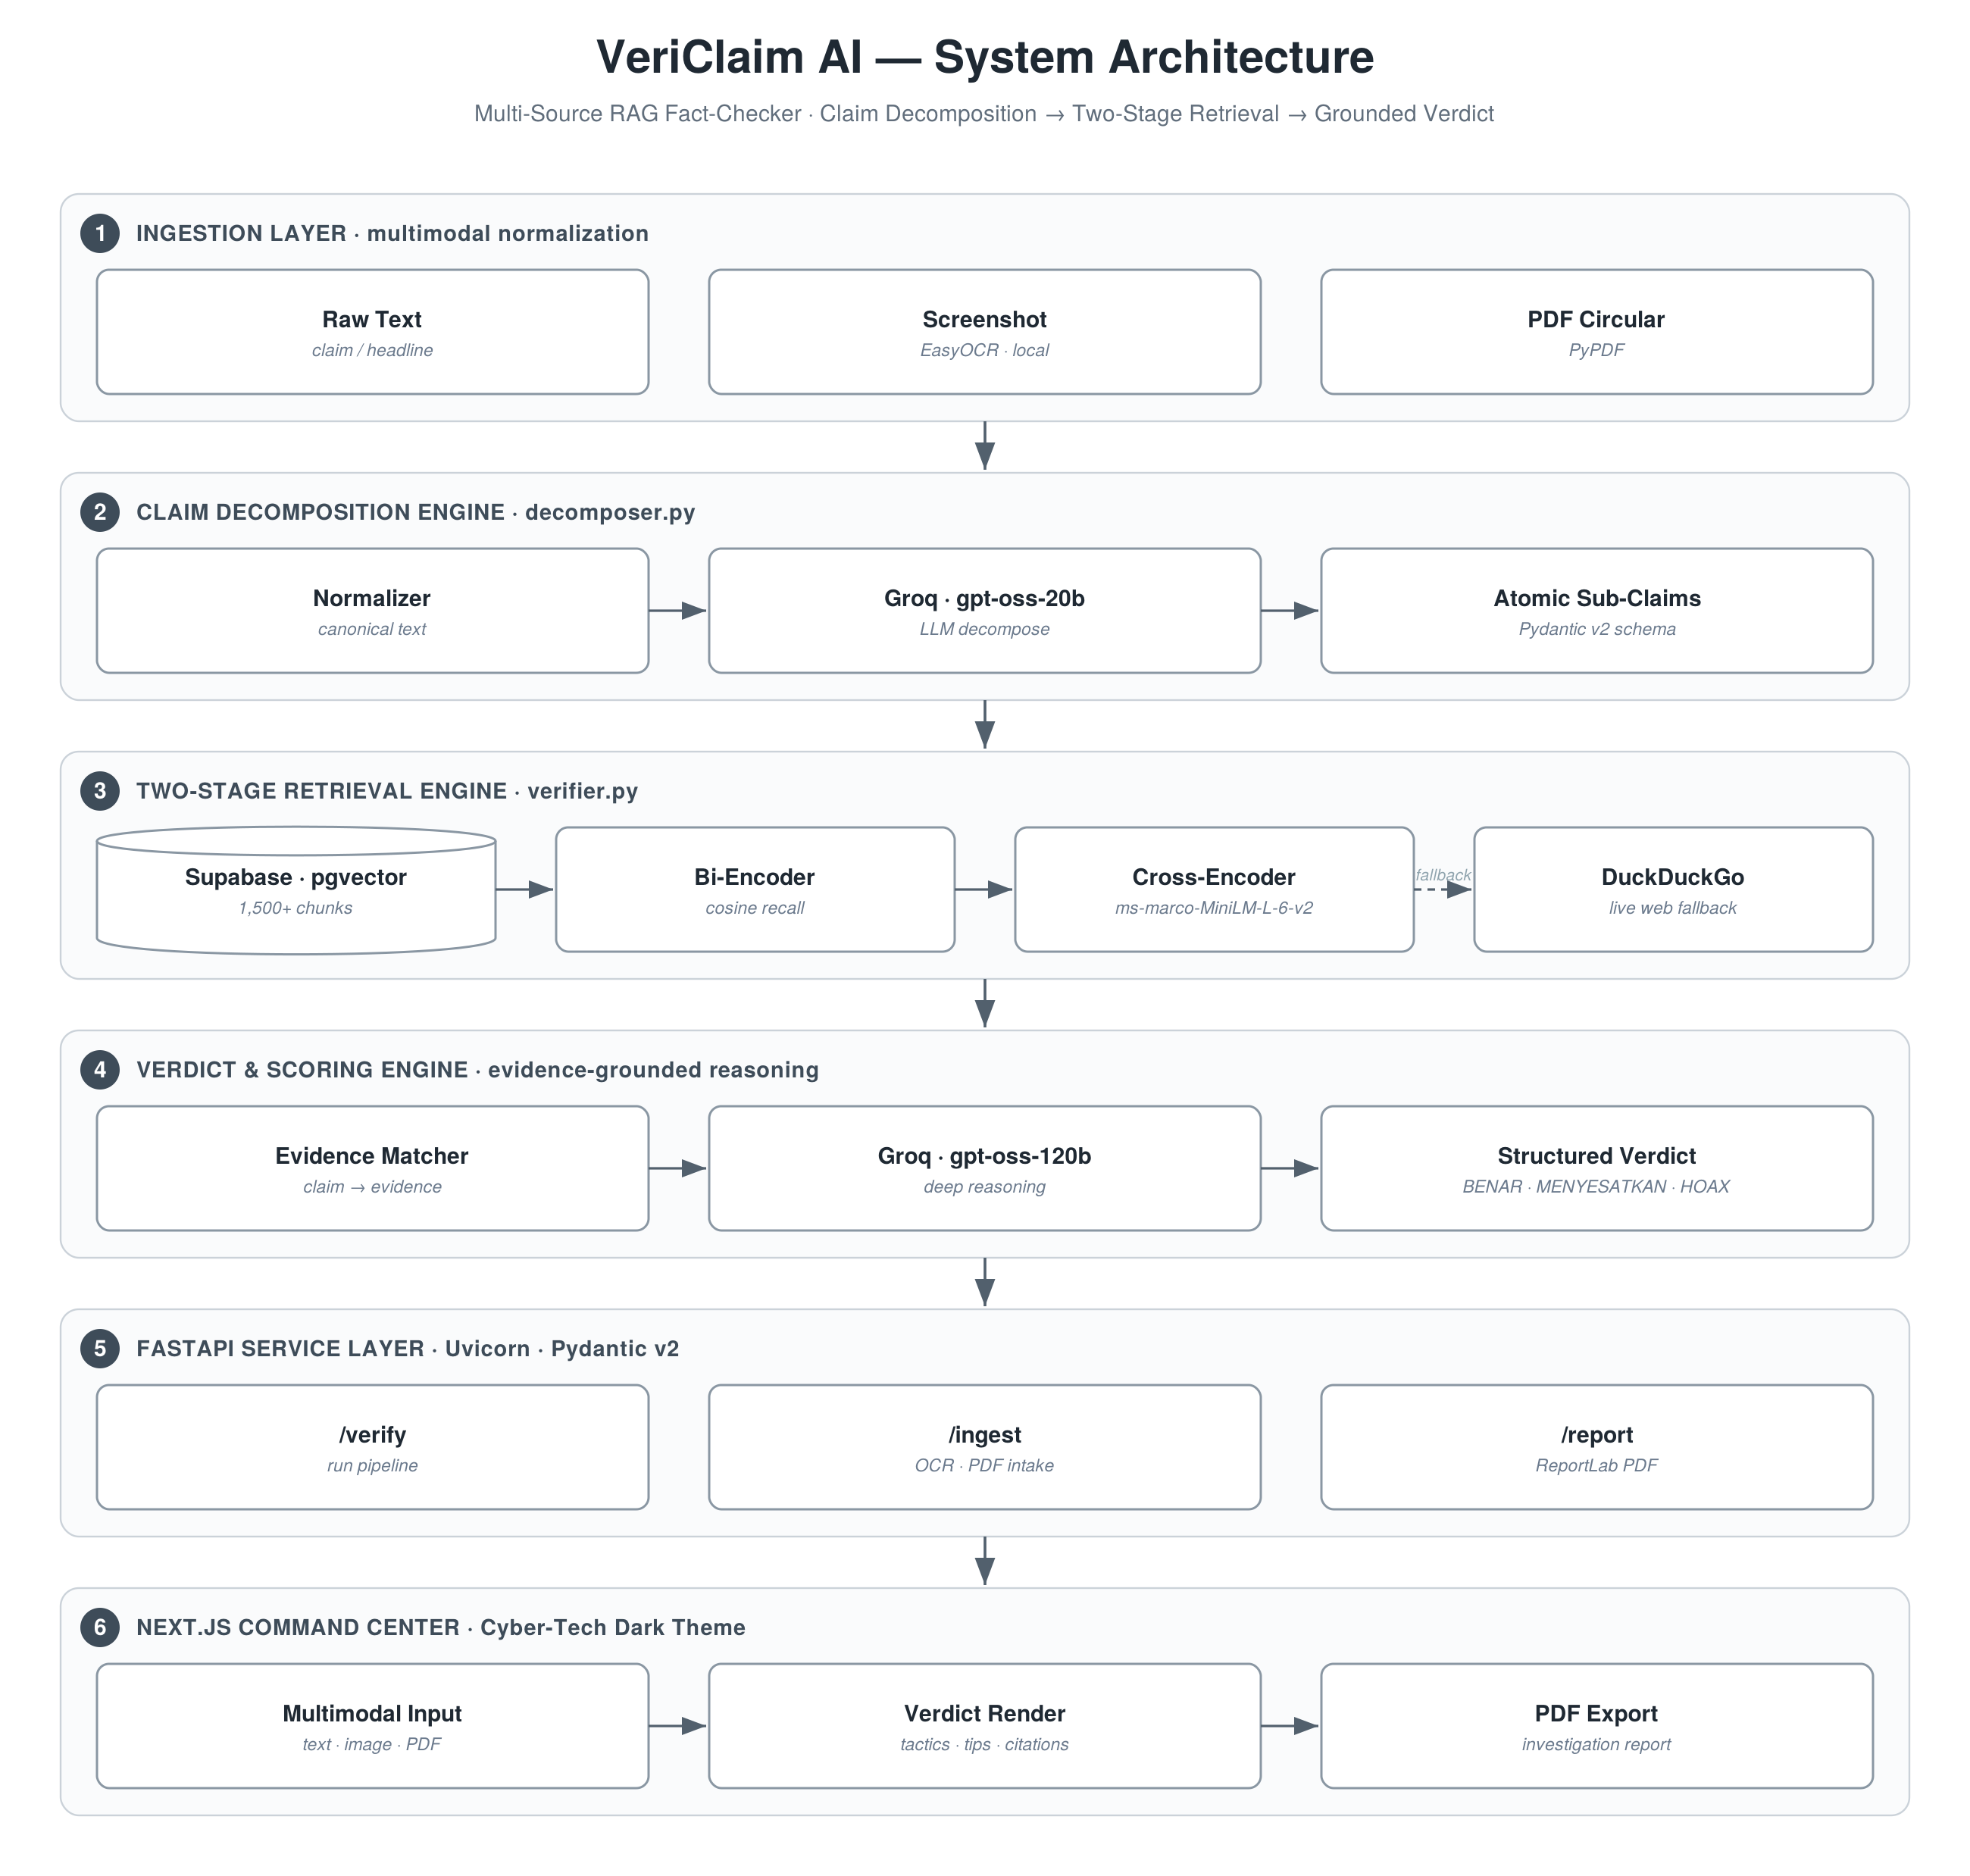 VeriClaim AI — System Architecture
Multi-Source RAG Fact-Checker · Claim Decomposition → Two-Stage Retrieval → Grounded Verdict
1 INGESTION LAYER · multimodal normalization
Raw Text
claim / headline
Screenshot
EasyOCR · local
PDF Circular
PyPDF
2 CLAIM DECOMPOSITION ENGINE · decomposer.py
Normalizer
canonical text
Groq · gpt-oss-20b
LLM decompose
Atomic Sub-Claims
Pydantic v2 schema
3 TWO-STAGE RETRIEVAL ENGINE · verifier.py
Supabase · pgvector
1,500+ chunks
Bi-Encoder
cosine recall
Cross-Encoder
ms-marco-MiniLM-L-6-v2
fallback
DuckDuckGo
live web fallback
4 VERDICT & SCORING ENGINE · evidence-grounded reasoning
Evidence Matcher
claim → evidence
Groq · gpt-oss-120b
deep reasoning
Structured Verdict
BENAR · MENYESATKAN · HOAX
5 FASTAPI SERVICE LAYER · Uvicorn · Pydantic v2
/verify
run pipeline
/ingest
OCR · PDF intake
/report
ReportLab PDF
6 NEXT.JS COMMAND CENTER · Cyber-Tech Dark Theme
Multimodal Input
text · image · PDF
Verdict Render
tactics · tips · citations
PDF Export
investigation report